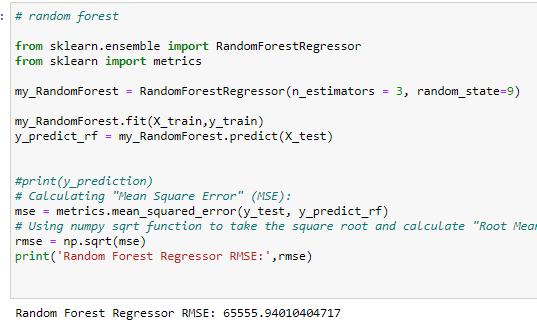 : # random forest
from sklearn.ensemble import RandomForestRegressor
from sklearn import metrics
my_RandomForest = RandomForestRegressor(n_estimators = 3, random_state=9)
my_RandomForest.fit(X_train,y_train)
y_predict_rf = my_RandomForest.predict(X_test)
#print(y_prediction)
# Calculating "Mean Square Error" (MSE):
mse = metrics.mean_squared_error(y_test, y_predict_rf)
# Using numpy sqrt function to take the square root and calculate "Root Mean
rmse = np.sqrt(mse)
print('Random Forest Regressor RMSE:',rmse)
Random Forest Regressor RMSE: 65555.94010404717